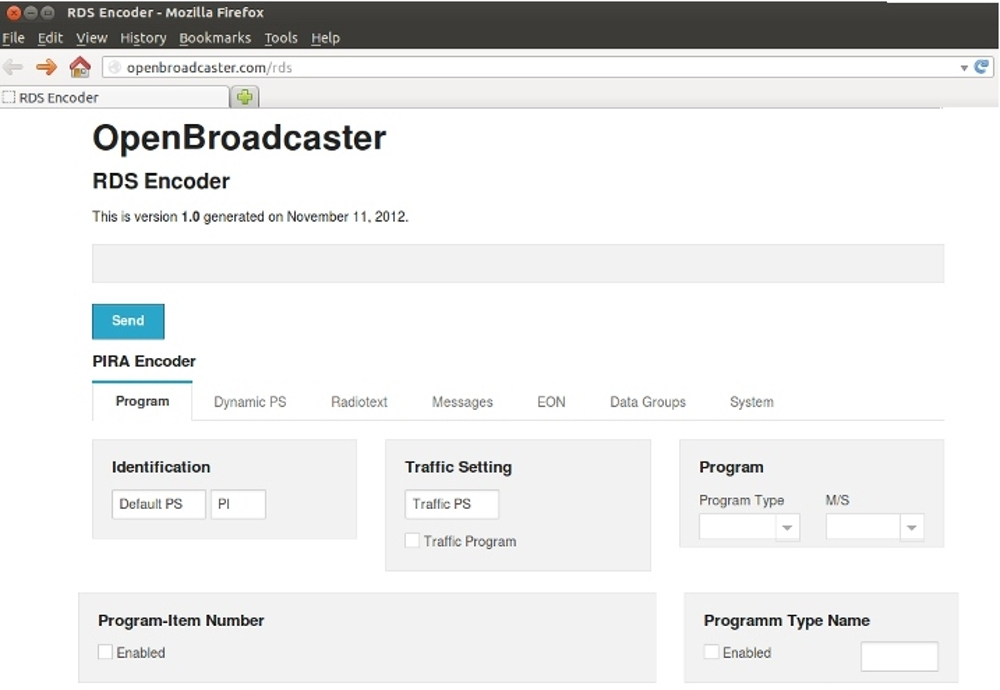 RDS Encoder - Mozilla Firefox
File Edit View History Bookmarks Tools Help
openbroadcaster.com/rds
RDS Encoder
OpenBroadcaster
RDS Encoder
This is version 1.0 generated on November 11, 2012.
Send
PIRA Encoder
Program Dynamic PS Radiotext Messages EON Data Groups System
Identification
Default PS PI
Traffic Setting
Traffic PS
Traffic Program
Program
Program Type M/S
Program-Item Number
Enabled
Programm Type Name
Enabled